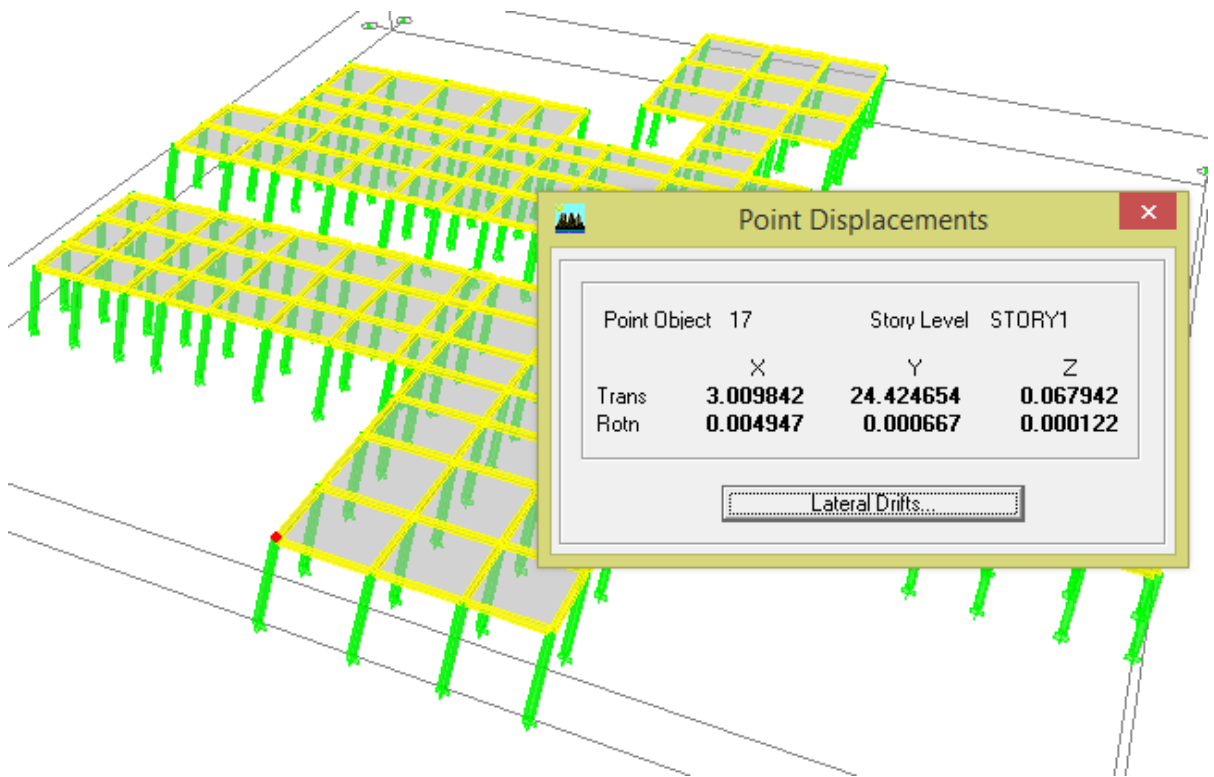 Point Displacements
Point Object 17 Story Level STORY1
X Y Z
Trans 3.009842 24.424654 0.067942
Rotn 0.004947 0.000667 0.000122
Lateral Drifts...